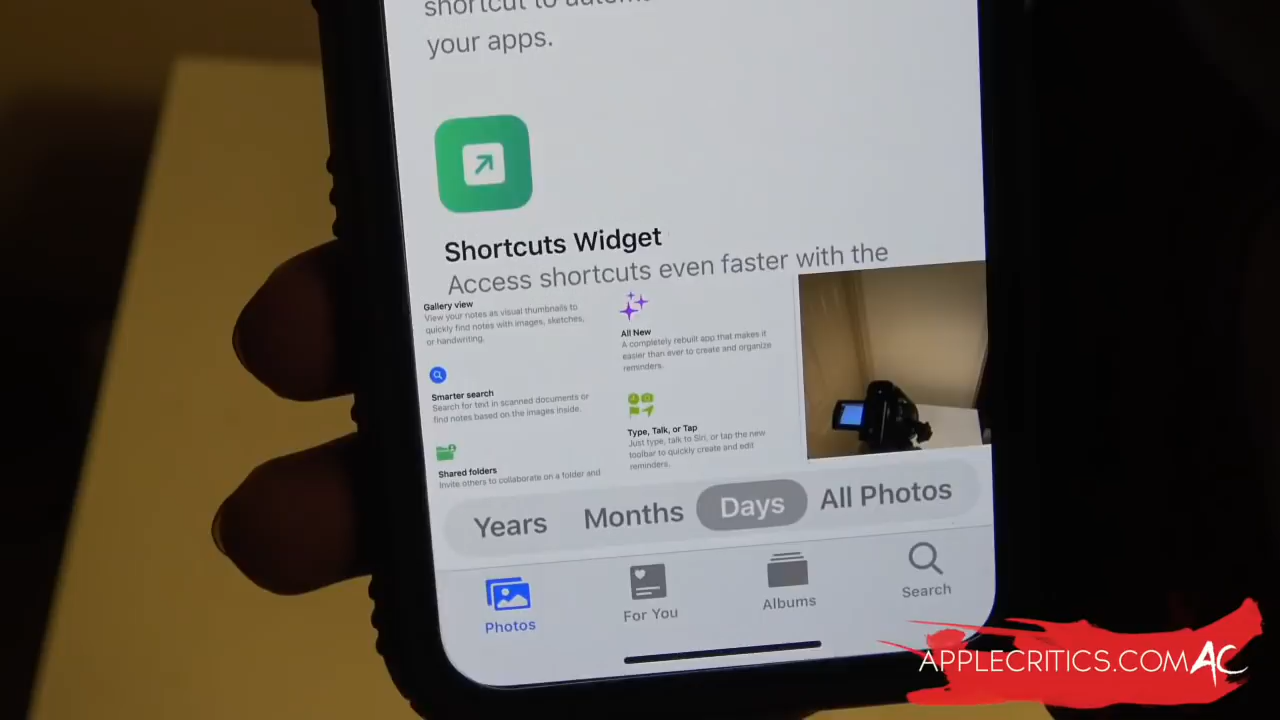 shortcut to automa
your apps.
Shortcuts Widget
Access shortcuts even faster with the
Gallery view
View your notes as visual thumbnails to
quickly find notes with images, sketches,
or handwriting.
Smarter search
Search for text in scanned documents or
find notes based on the images inside.
Shared folders
Invite others to collaborate on a folder and
All New
A completely rebuilt app that makes it
easier than ever to create and organize
reminders.
Type, Talk, or Tap
Just type, talk to Siri, or tap the new
toolbar to quickly create and edit
reminders.
Years Months Days All Photos
Photos For You Albums Search
APPLECRITICS.COM AC